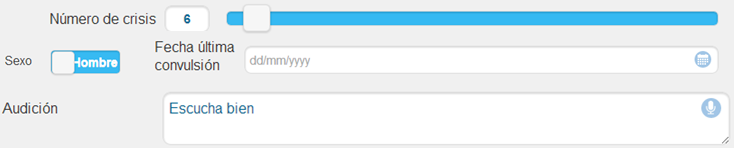 Número de crisis 6
Sexo Hombre Fecha última convulsión dd/mm/yyyy
Audición Escucha bien